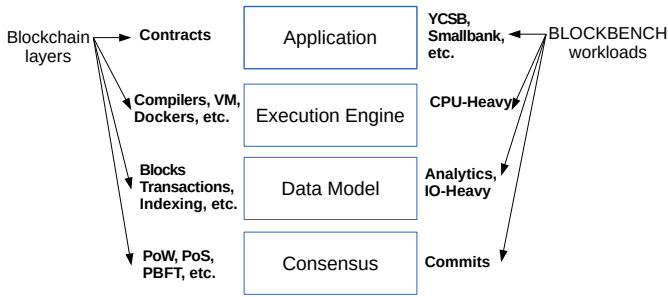 Blockchain
layers
Contracts
Application
YCSB,
Smallbank,
etc.
BLOCKBENCH
workloads
Compilers, VM,
Dockers, etc.
Execution Engine
CPU-Heavy
Blocks
Transactions,
Indexing, etc.
Data Model
Analytics,
IO-Heavy
PoW, PoS,
PBFT, etc.
Consensus
Commits